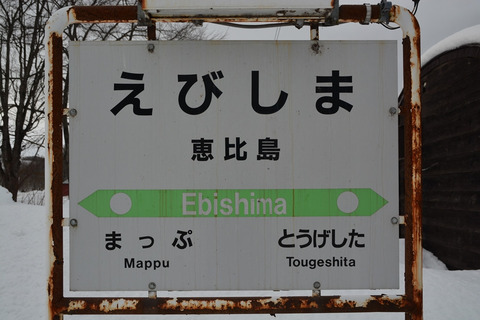 えびしま
恵比島
Ebishima
まっぷ とうげした
Mappu Tougeshita